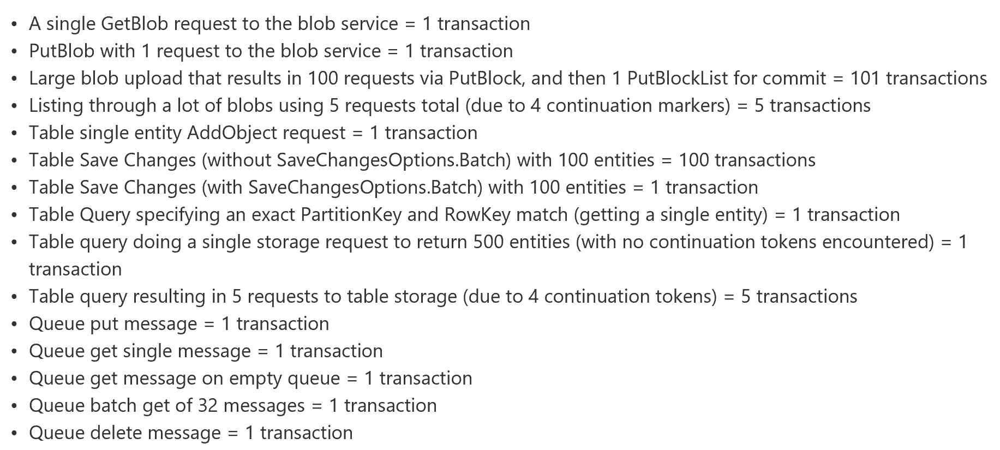 • A single GetBlob request to the blob service = 1 transaction
• PutBlob with 1 request to the blob service = 1 transaction
• Large blob upload that results in 100 requests via PutBlock, and then 1 PutBlockList for commit = 101 transactions
• Listing through a lot of blobs using 5 requests total (due to 4 continuation markers) = 5 transactions
• Table single entity AddObject request = 1 transaction
• Table Save Changes (without SaveChangesOptions.Batch) with 100 entities = 100 transactions
• Table Save Changes (with SaveChangesOptions.Batch) with 100 entities = 1 transaction
• Table Query specifying an exact PartitionKey and RowKey match (getting a single entity) = 1 transaction
• Table query doing a single storage request to return 500 entities (with no continuation tokens encountered) = 1
transaction
• Table query resulting in 5 requests to table storage (due to 4 continuation tokens) = 5 transactions
• Queue put message = 1 transaction
• Queue get single message = 1 transaction
• Queue get message on empty queue = 1 transaction
• Queue batch get of 32 messages = 1 transaction
• Queue delete message = 1 transaction